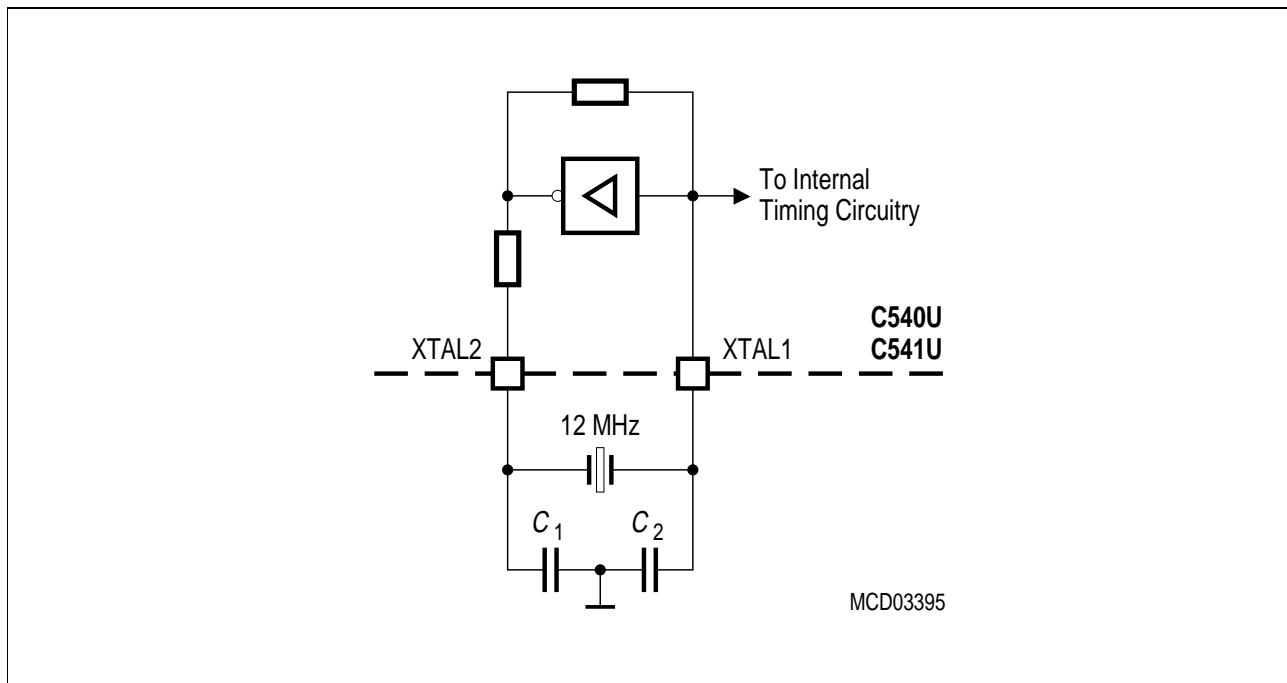 To Internal
Timing Circuitry
C540U
C541U
XTAL2
XTAL1
12 MHz
C1
C2
MCD03395